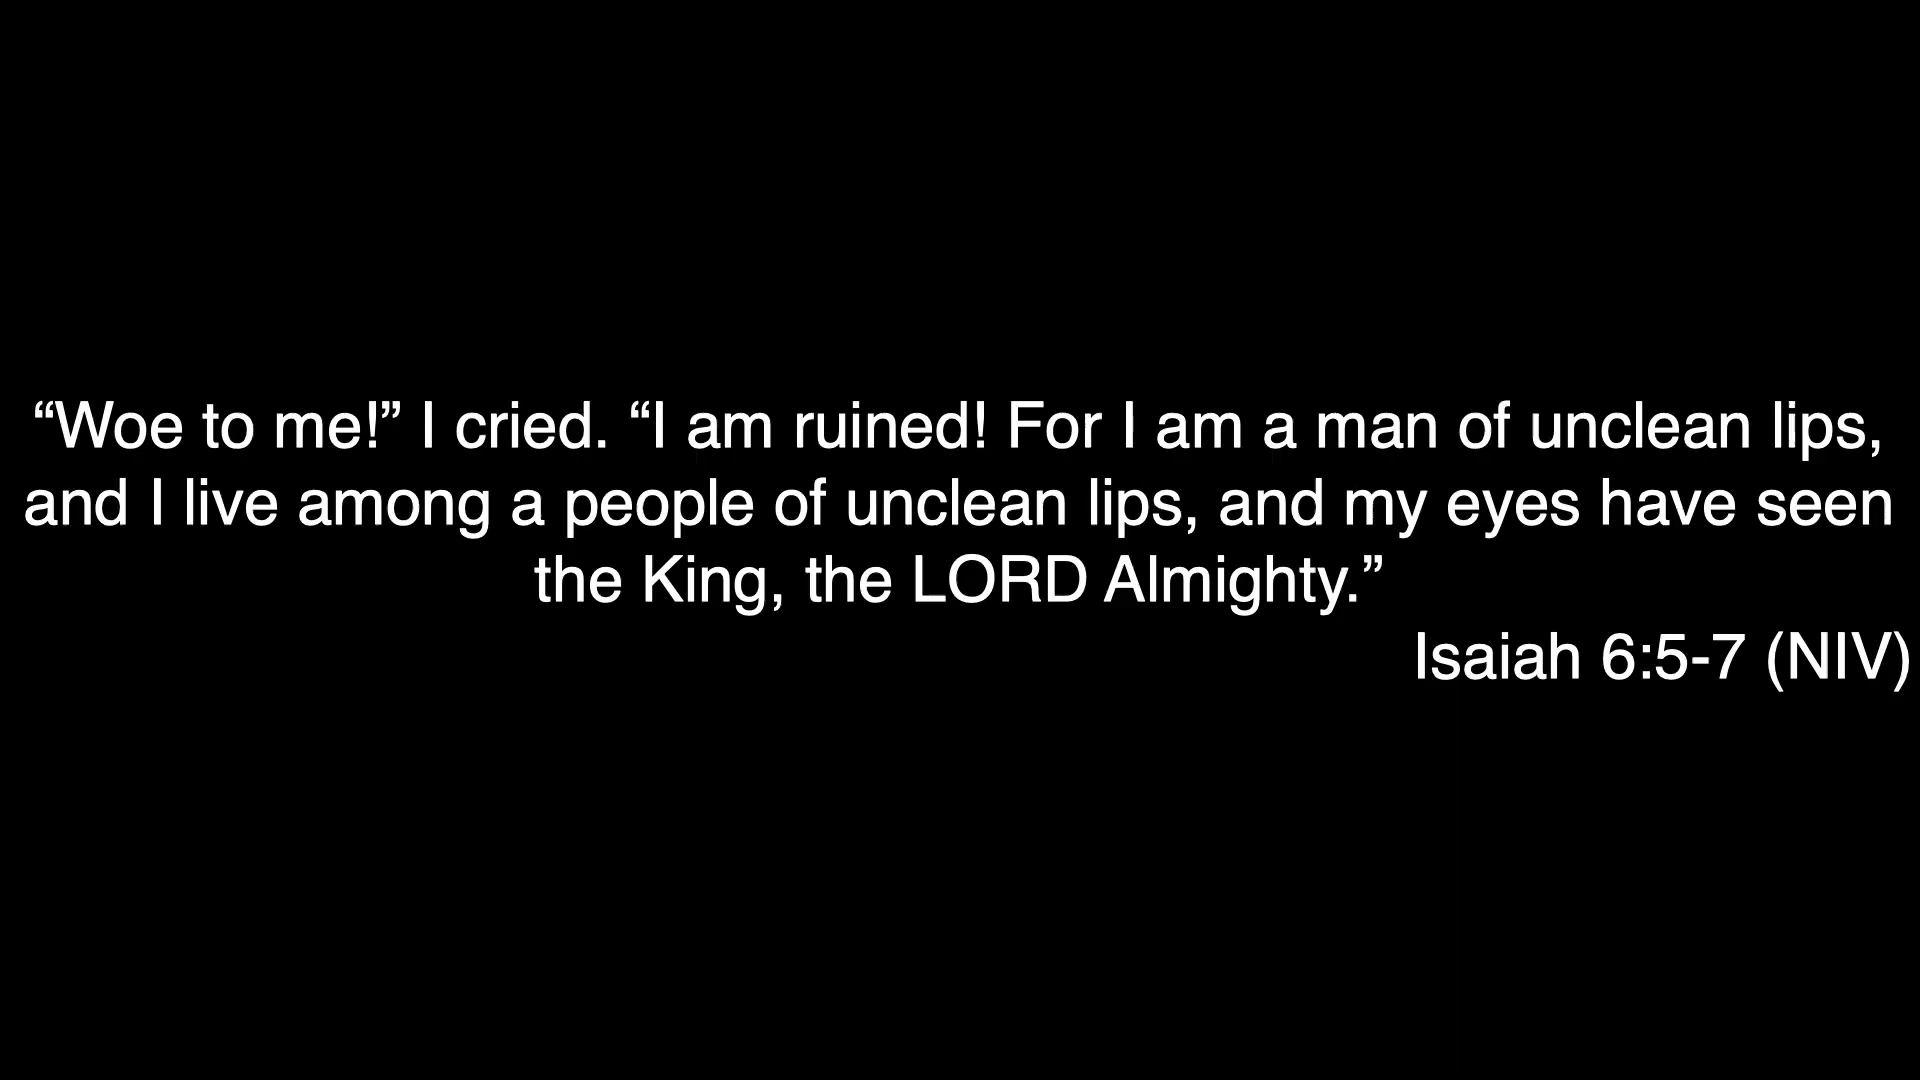 “Woe to me!” I cried. “I am ruined! For I am a man of unclean lips,
and I live among a people of unclean lips, and my eyes have seen
the King, the LORD Almighty.”
Isaiah 6:5-7 (NIV)